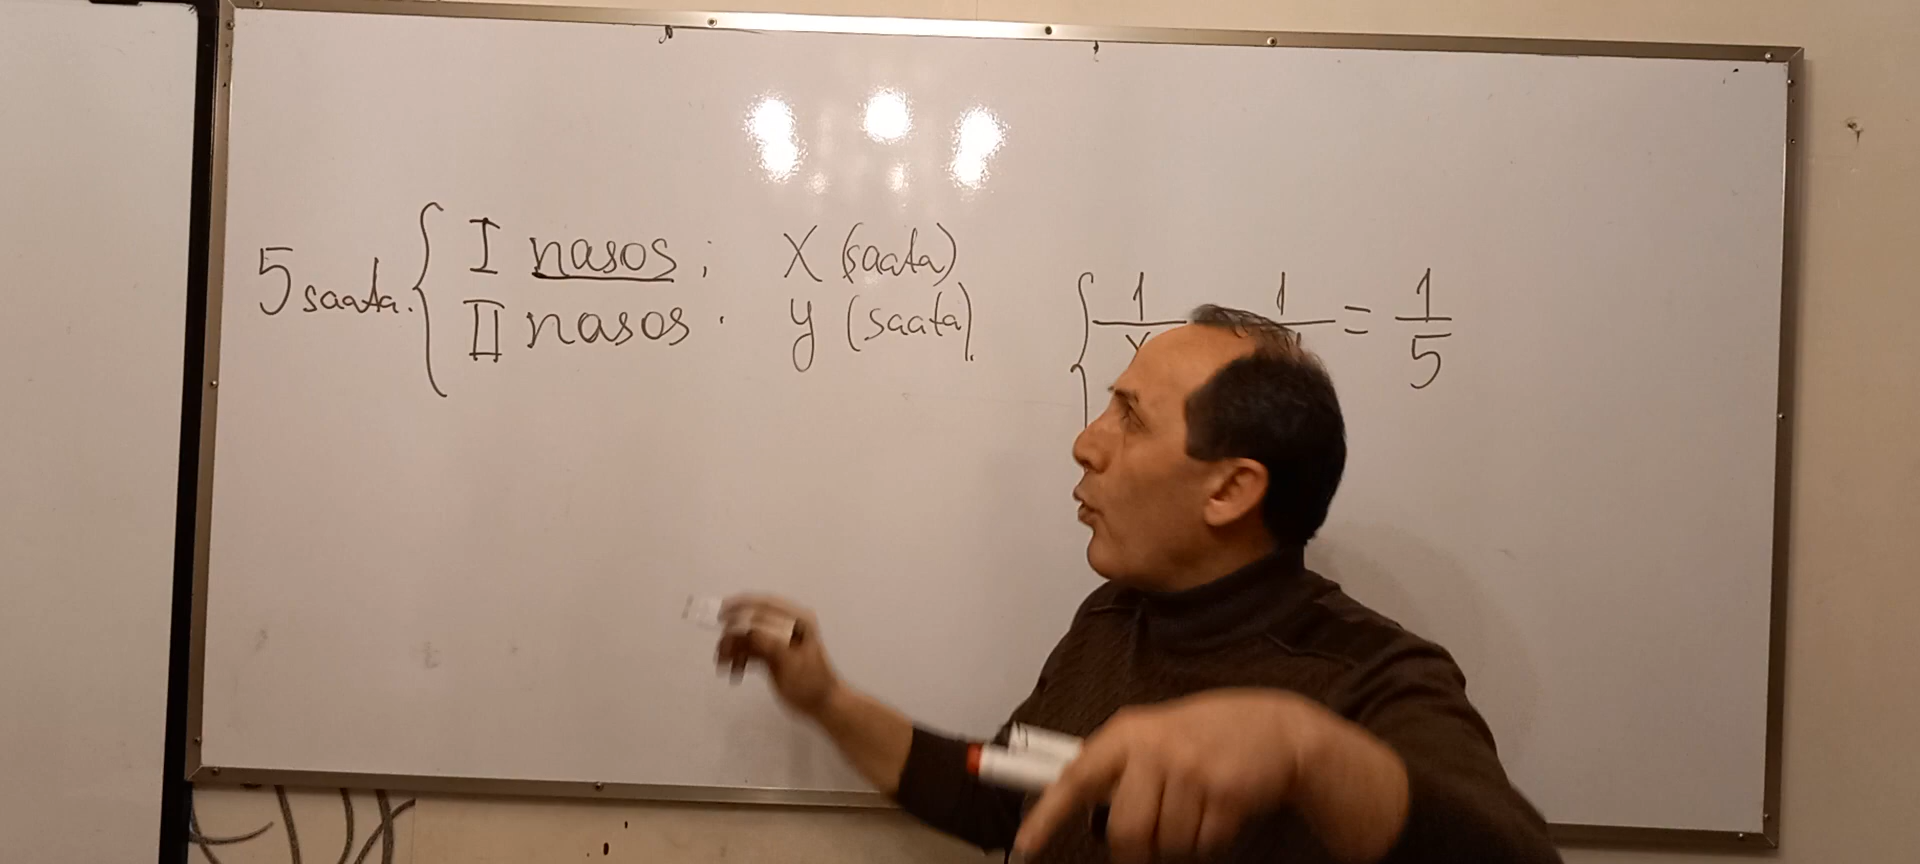 5 saata.
I nasos; x (saata)
II nasos. y (saata).
1/x 1/ = 1/5